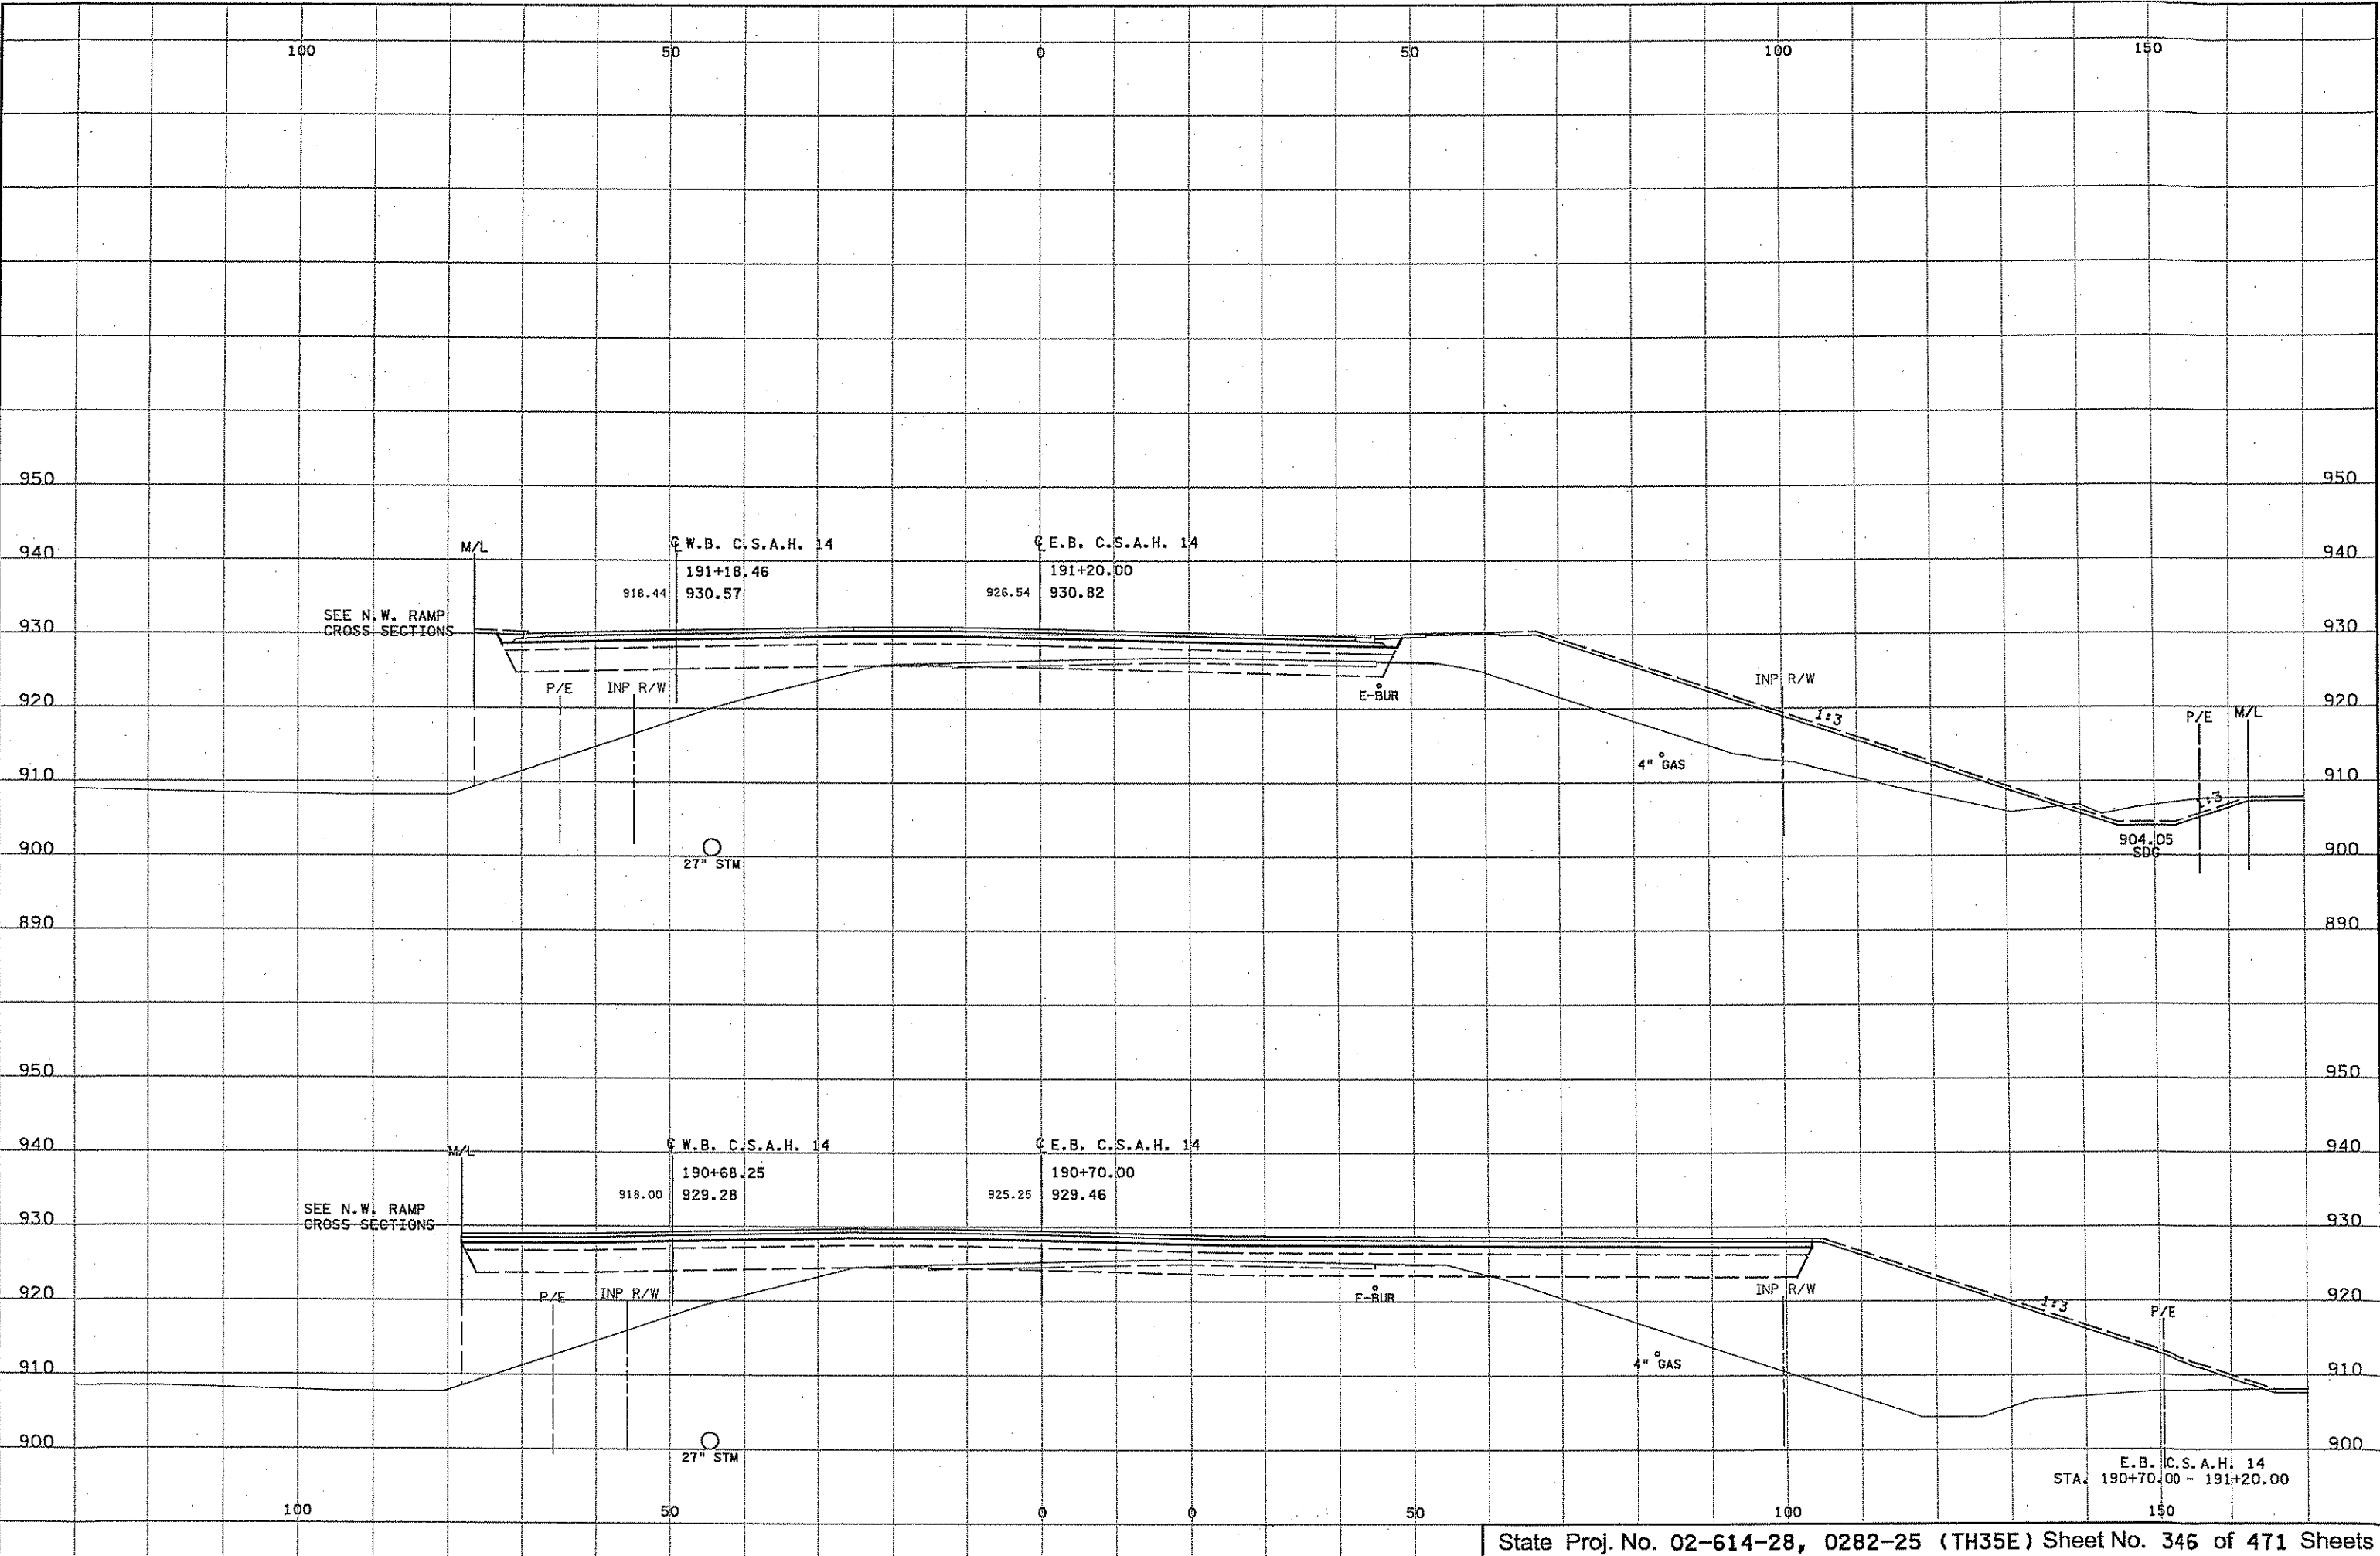 100 50 0 50 100 150
950 950
940 940
M/L
℄ W.B. C.S.A.H. 14
℄ E.B. C.S.A.H. 14
191+18.46
191+20.00
918.44 930.57
926.54 930.82
SEE N.W. RAMP
CROSS SECTIONS
930 930
P/E
INP R/W
E-BUR
INP R/W
920 920
1:3
P/E
M/L
4" GAS
910 910
1:3
904.05
SDG
900 900
27" STM
890 890
950 950
940 940
M/L
℄ W.B. C.S.A.H. 14
℄ E.B. C.S.A.H. 14
190+68.25
190+70.00
918.00 929.28
925.25 929.46
SEE N.W. RAMP
CROSS SECTIONS
930 930
P/E
INP R/W
E-BUR
INP R/W
920 920
1:3
P/E
4" GAS
910 910
900 900
27" STM
E.B. C.S.A.H. 14
STA. 190+70.00 - 191+20.00
100 50 0 0 50 100 150
State Proj. No. 02-614-28, 0282-25 (TH35E) Sheet No. 346 of 471 Sheets